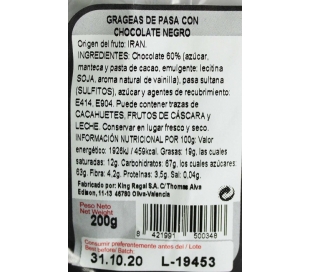 GRAGEAS DE PASA CON
CHOCOLATE NEGRO
Origen del fruto: IRAN.
INGREDIENTES: Chocolate 60% (azúcar,
manteca y pasta de cacao, emulgente: lecitina
SOJA, aroma natural de vainilla), pasa sultana
(SULFITOS), azúcar y agentes de recubrimiento:
E414, E904. Puede contener trazas de
CACAHUETES, FRUTOS DE CÁSCARA y
LECHE. Conservar en lugar fresco y seco.
INFORMACIÓN NUTRICIONAL POR 100g: Valor
energético: 1926kj / 459kcal. Grasas: 19g, las cuales
saturadas: 12g. Carbohidratos: 67g, los cuales azúcares:
63g. Fibra: 4,2g. Proteínas: 3,5g. Sal: 0,04g.
Fabricado por: King Regal S.A. C/Thomas Alva
Edison, 11-13 46780 Oliva-Valencia
Peso Neto
Net Weight
200g
8 421991 500348
Consumir preferentemente antes del / Lote
Best before/ Batch
31.10.20 L-19453